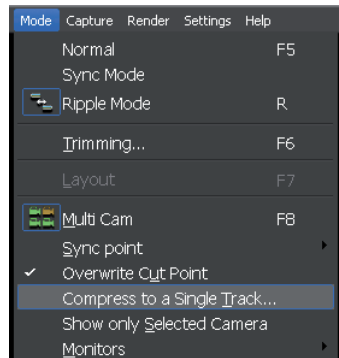 Mode Capture Render Settings Help
Normal F5
Sync Mode
Ripple Mode R
Trimming... F6
Layout F7
Multi Cam F8
Sync point
Overwrite Cut Point
Compress to a Single Track...
Show only Selected Camera
Monitors